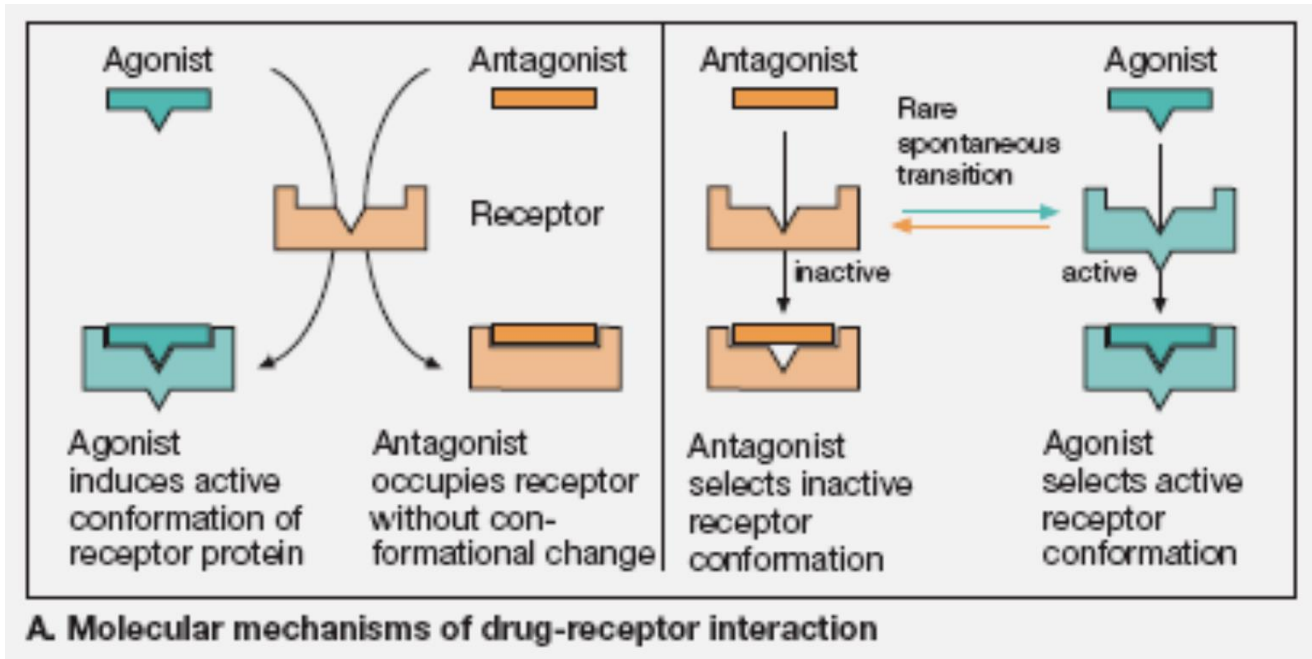 Agonist
Antagonist
Receptor
Agonist
induces active
conformation of
receptor protein
Antagonist
occupies receptor
without con-
formational change
Antagonist
Agonist
Rare
spontaneous
transition
inactive
active
Antagonist
selects inactive
receptor
conformation
Agonist
selects active
receptor
conformation
A. Molecular mechanisms of drug-receptor interaction